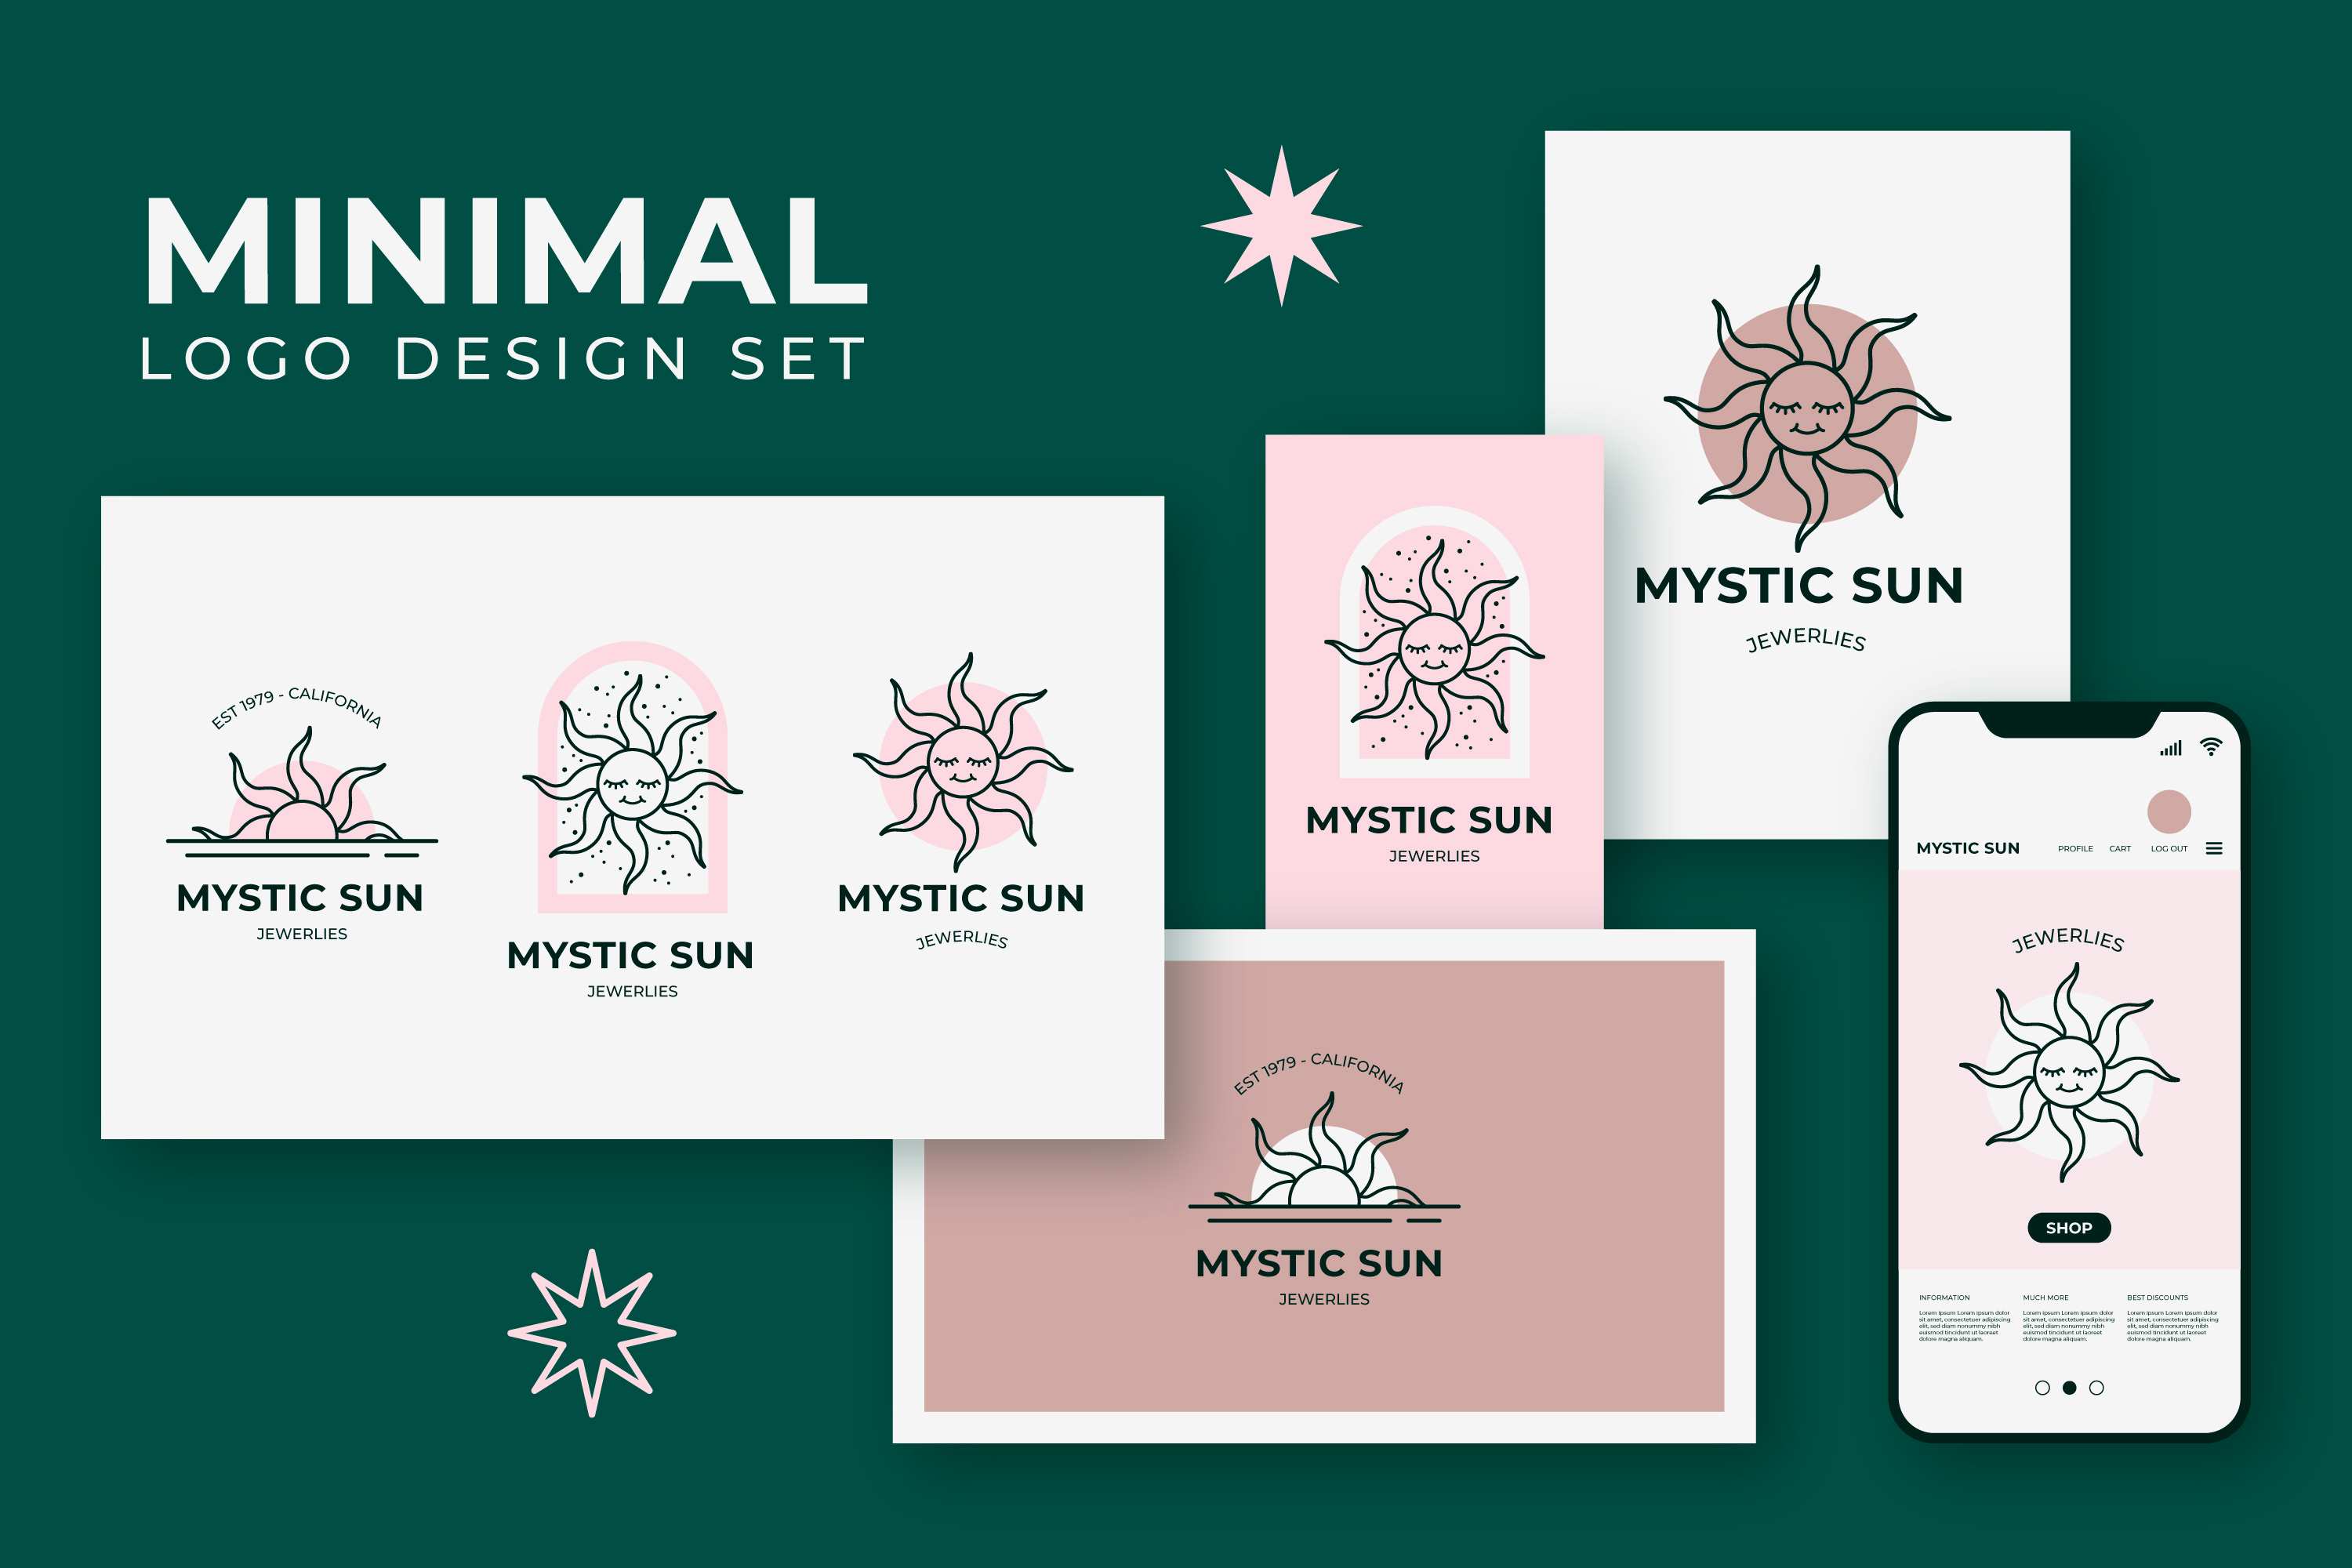 MINIMAL
LOGO DESIGN SET
EST 1979 - CALIFORNIA
MYSTIC SUN
JEWERLIES
MYSTIC SUN
JEWERLIES
MYSTIC SUN
JEWERLIES
MYSTIC SUN
JEWERLIES
MYSTIC SUN
JEWERLIES
EST 1979 - CALIFORNIA
MYSTIC SUN
JEWERLIES
MYSTIC SUN PROFILE CART LOG OUT
JEWERLIES
SHOP
INFORMATION
Lorem ipsum Lorem ipsum dolor
sit amet, consectetuer adipiscing
elit, sed diam nonummy nibh
euismod tincidunt ut laoreet
dolore magna aliquam.
MUCH MORE
Lorem ipsum Lorem ipsum dolor
sit amet, consectetuer adipiscing
elit, sed diam nonummy nibh
euismod tincidunt ut laoreet
dolore magna aliquam.
BEST DISCOUNTS
Lorem ipsum Lorem ipsum dolor
sit amet, consectetuer adipiscing
elit, sed diam nonummy nibh
euismod tincidunt ut laoreet
dolore magna aliquam.